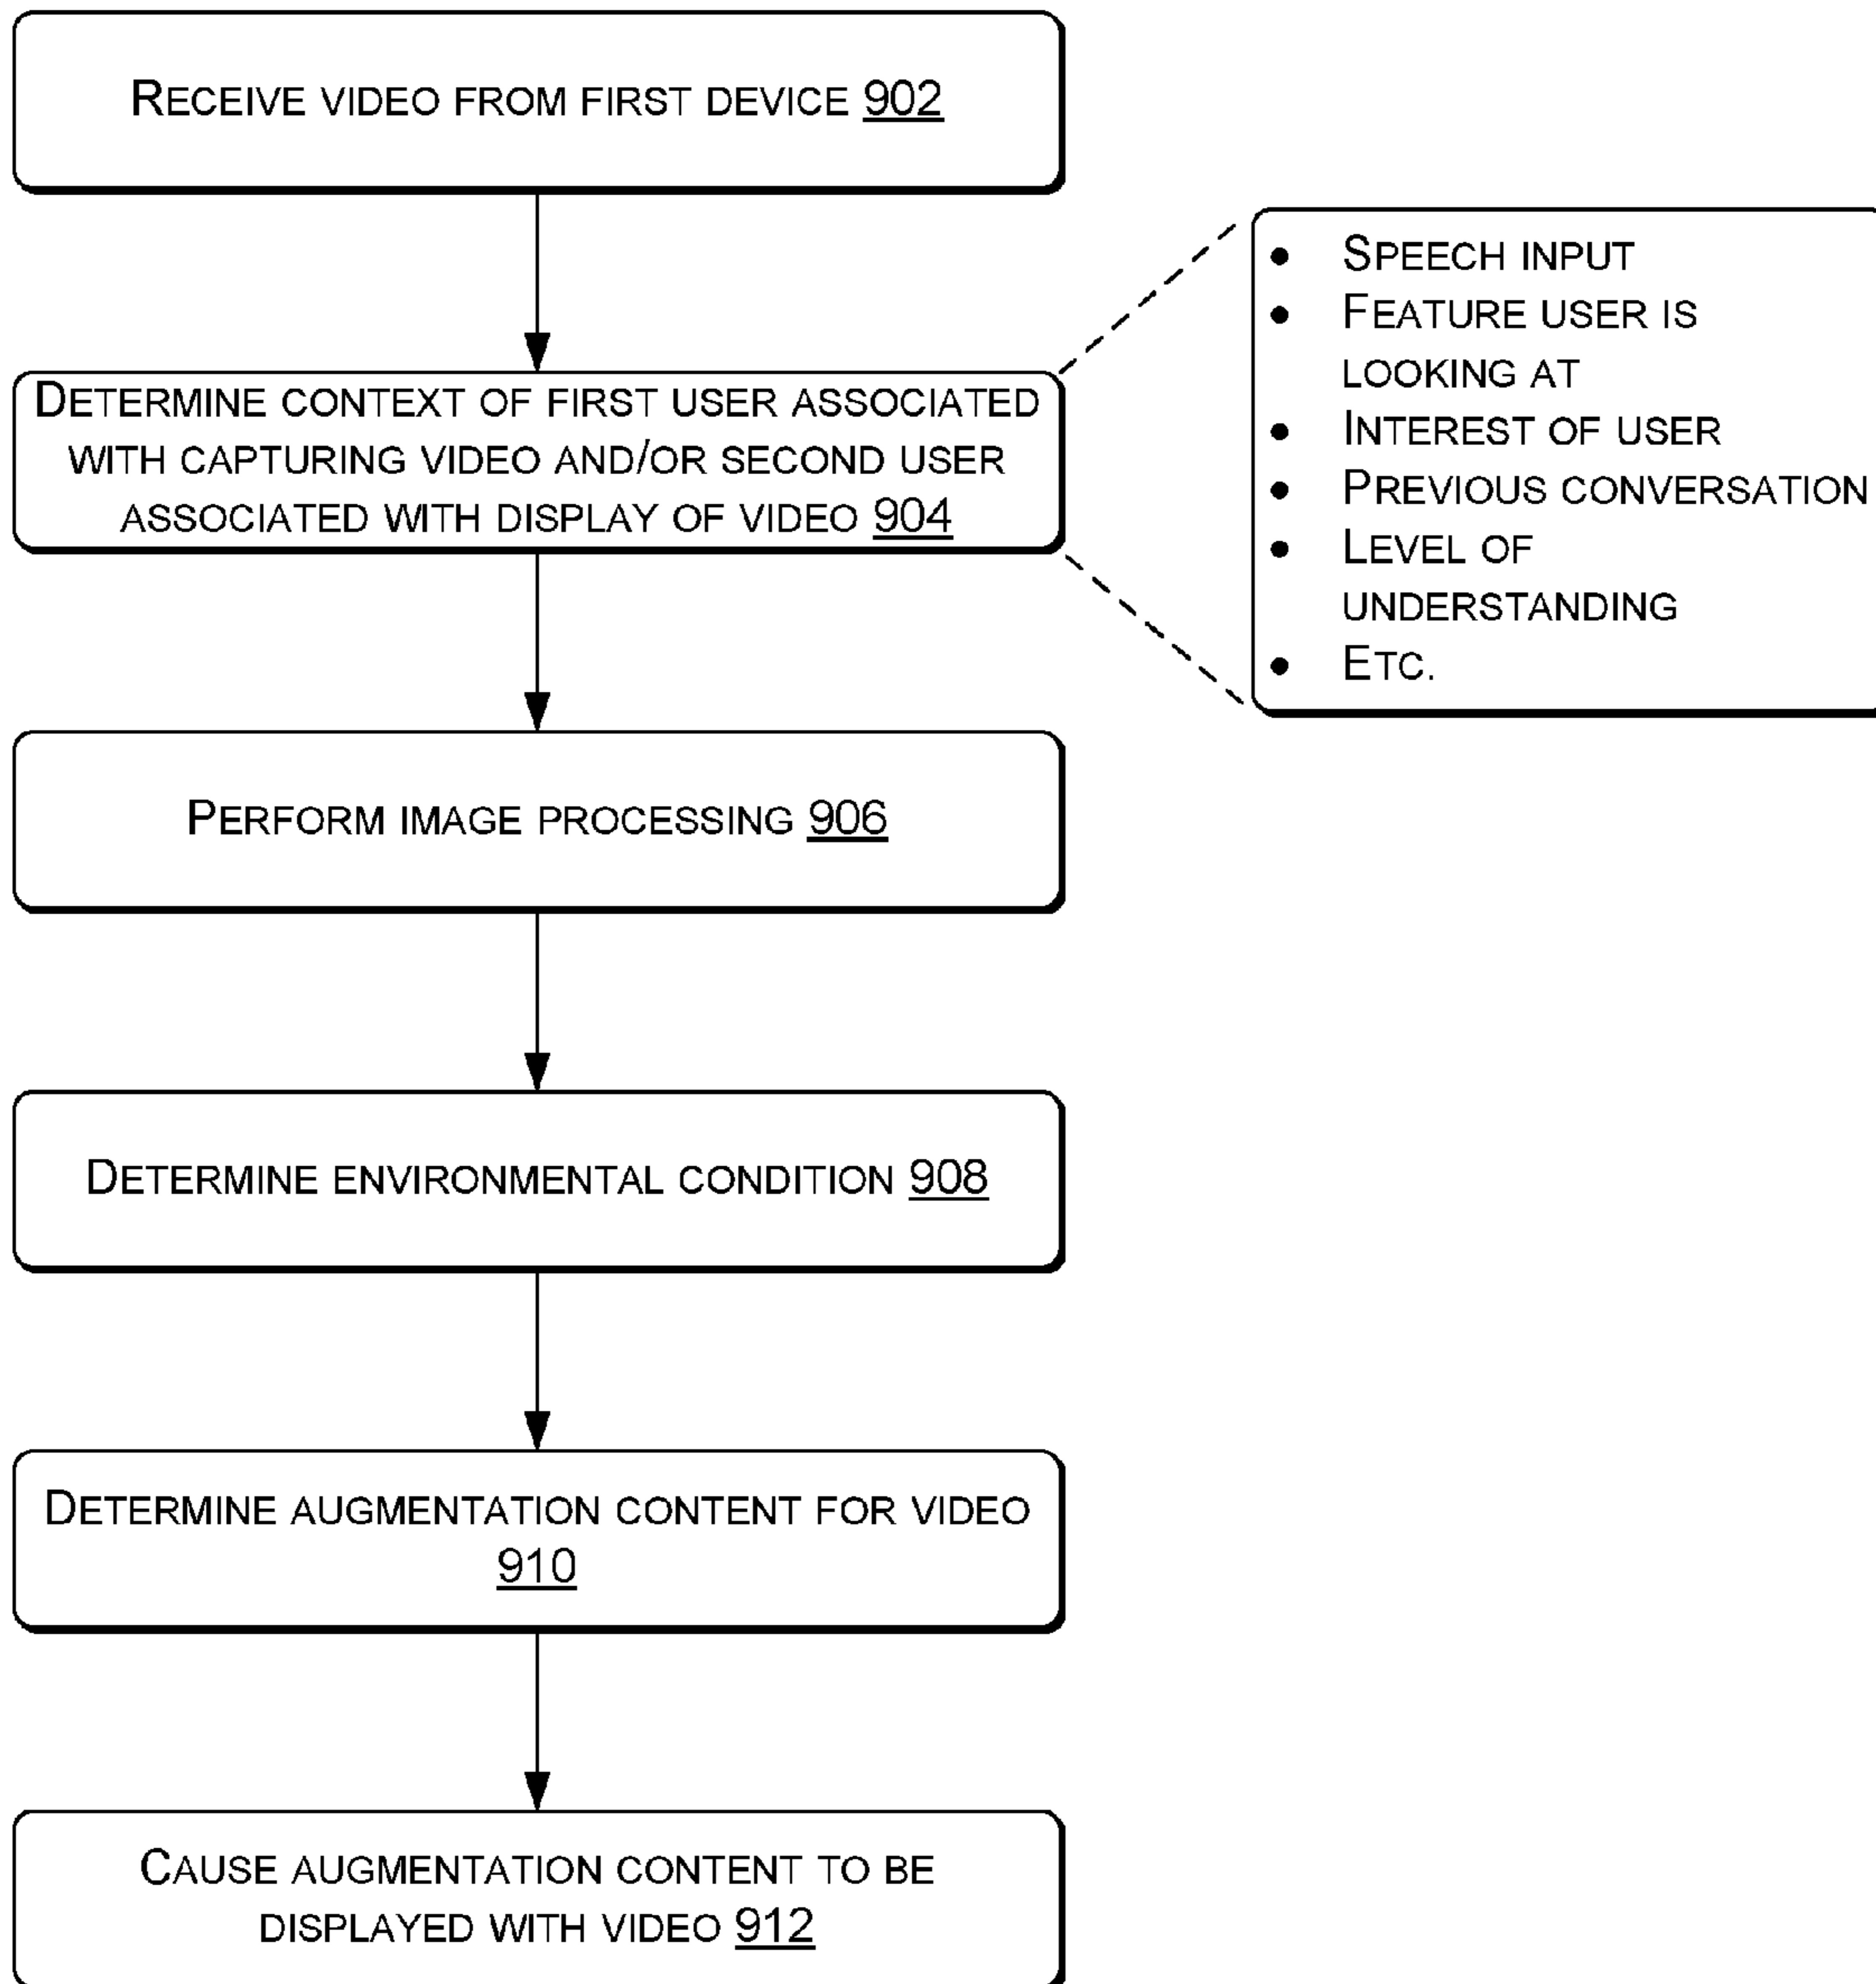 RECEIVE VIDEO FROM FIRST DEVICE 902
DETERMINE CONTEXT OF FIRST USER ASSOCIATED
WITH CAPTURING VIDEO AND/OR SECOND USER
ASSOCIATED WITH DISPLAY OF VIDEO 904
• SPEECH INPUT
• FEATURE USER IS
LOOKING AT
• INTEREST OF USER
• PREVIOUS CONVERSATION
• LEVEL OF
UNDERSTANDING
• ETC.
PERFORM IMAGE PROCESSING 906
DETERMINE ENVIRONMENTAL CONDITION 908
DETERMINE AUGMENTATION CONTENT FOR VIDEO
910
CAUSE AUGMENTATION CONTENT TO BE
DISPLAYED WITH VIDEO 912